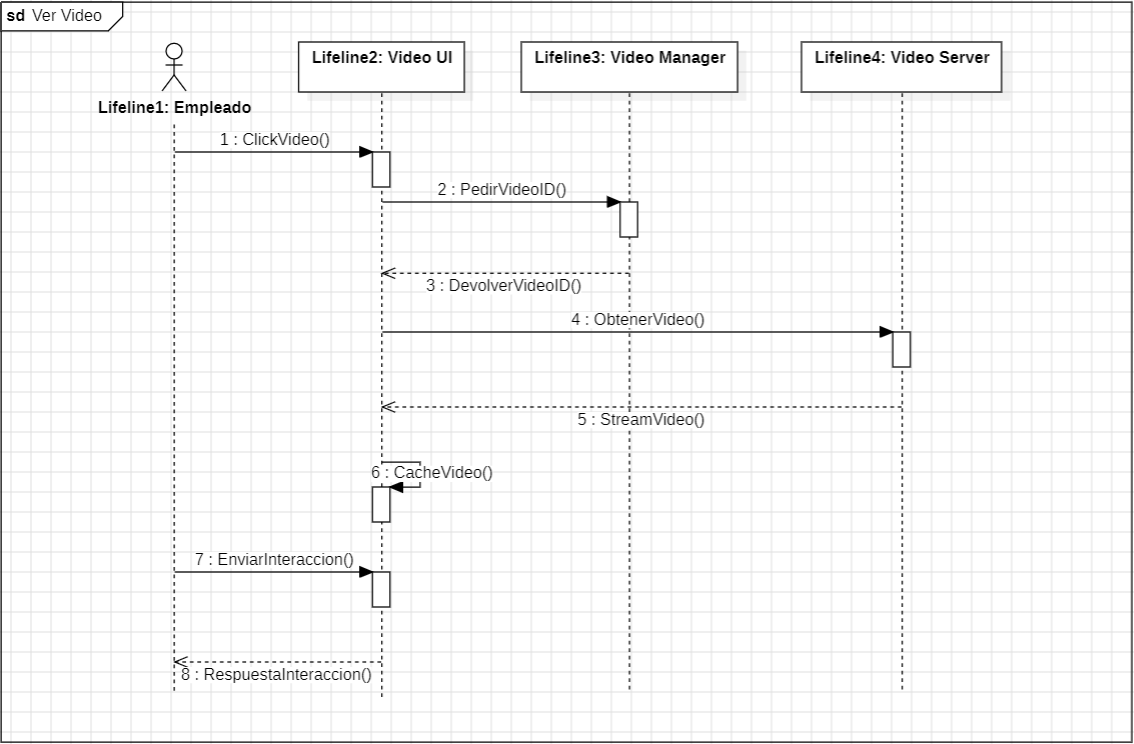 sd Ver Video
Lifeline2: Video UI
Lifeline3: Video Manager
Lifeline4: Video Server
Lifeline1: Empleado
1 : ClickVideo()
2 : PedirVideoID()
3 : DevolverVideoID()
4 : ObtenerVideo()
5 : StreamVideo()
6 : CacheVideo()
7 : EnviarInteraccion()
8 : RespuestaInteraccion()